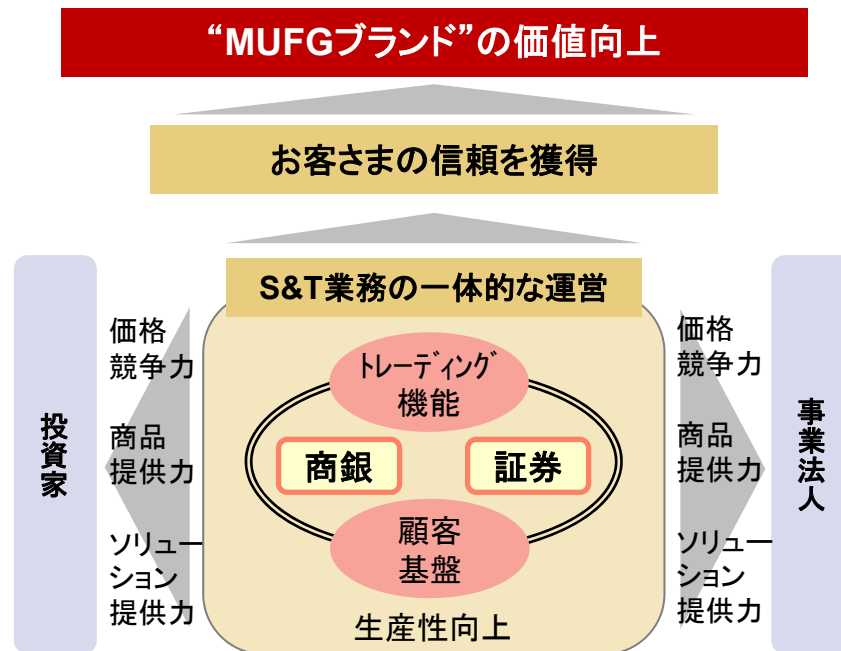 “MUFGブランド”の価値向上
お客さまの信頼を獲得
S&T業務の一体的な運営
投資家
価格
競争力
商品
提供力
ソリュー
ション
提供力
ﾄﾚｰﾃﾞｨﾝｸﾞ
機能
商銀
証券
顧客
基盤
生産性向上
価格
競争力
商品
提供力
ソリュー
ション
提供力
事業法人